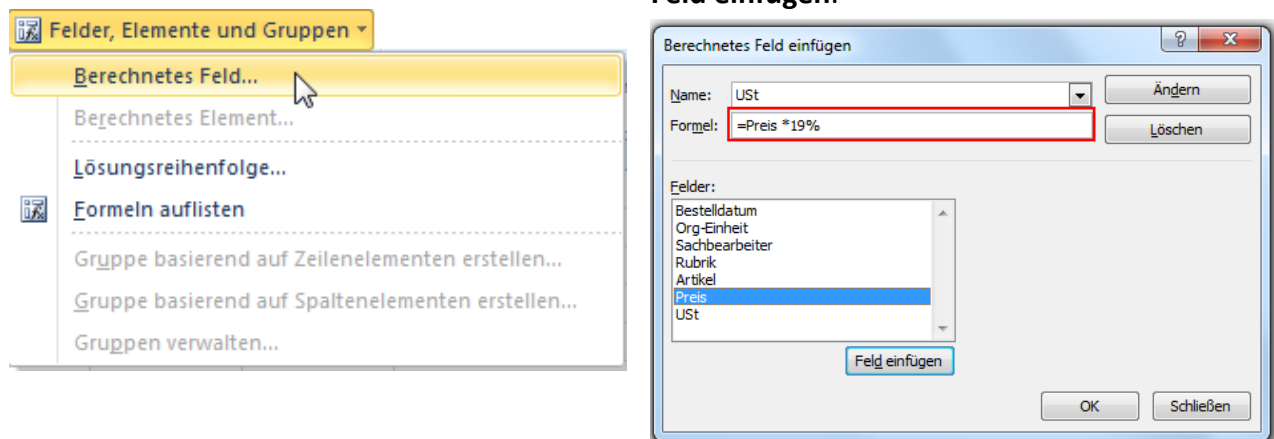 Feld einfügen.
Felder, Elemente und Gruppen
Berechnetes Feld...
Berechnetes Element...
Lösungsreihenfolge...
Formeln auflisten
Gruppe basierend auf Zeilenelementen erstellen...
Gruppe basierend auf Spaltenelementen erstellen...
Gruppen verwalten...
Berechnetes Feld einfügen
Name: USt
Ändern
Formel: =Preis *19%
Löschen
Felder:
Bestelldatum
Org-Einheit
Sachbearbeiter
Rubrik
Artikel
Preis
USt
Feld einfügen
OK Schließen